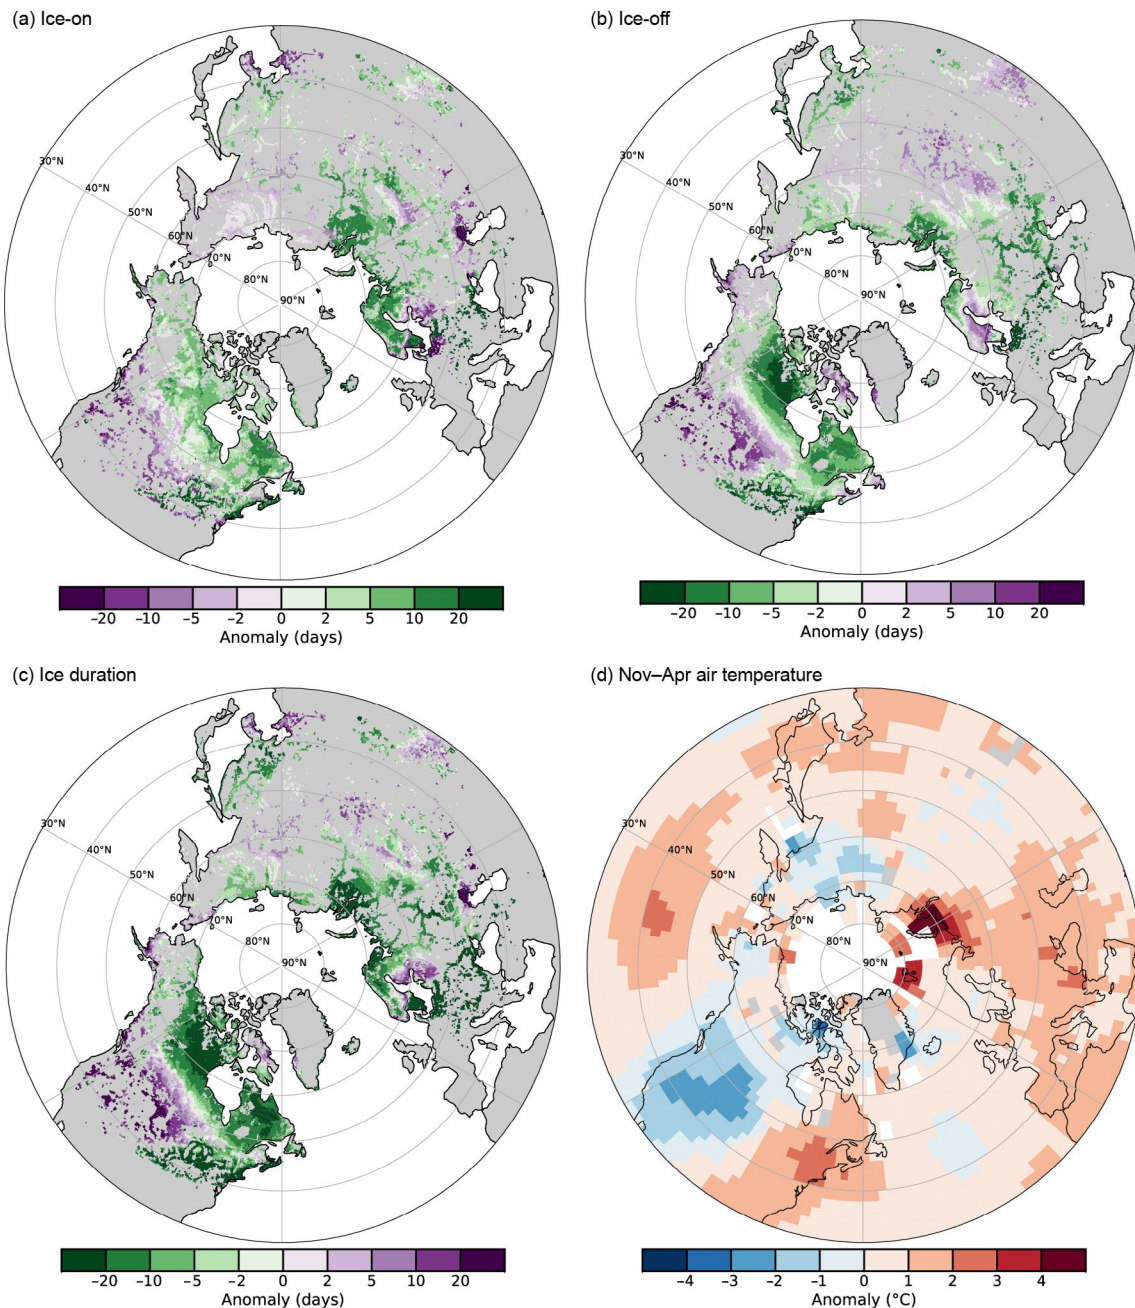 (a) Ice-on
30°N
40°N
50°N
60°N
70°N
80°N
90°N
–20 –10 –5 –2 0 2 5 10 20
Anomaly (days)
(b) Ice-off
30°N
40°N
50°N
60°N
70°N
80°N
90°N
–20 –10 –5 –2 0 2 5 10 20
Anomaly (days)
(c) Ice duration
30°N
40°N
50°N
60°N
70°N
80°N
90°N
–20 –10 –5 –2 0 2 5 10 20
Anomaly (days)
(d) Nov–Apr air temperature
30°N
40°N
50°N
60°N
70°N
80°N
90°N
–4 –3 –2 –1 0 1 2 3 4
Anomaly (°C)